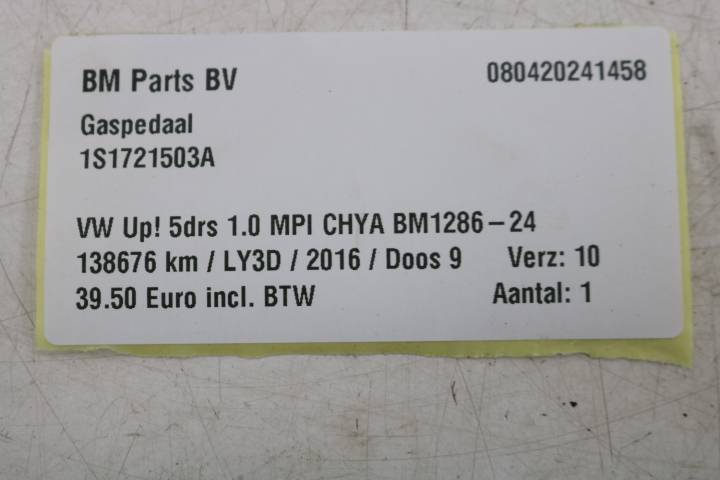 BM Parts BV 080420241458
Gaspedaal
1S1721503A
VW Up! 5drs 1.0 MPI CHYA BM1286-24
138676 km / LY3D / 2016 / Doos 9 Verz: 10
39.50 Euro incl. BTW Aantal: 1